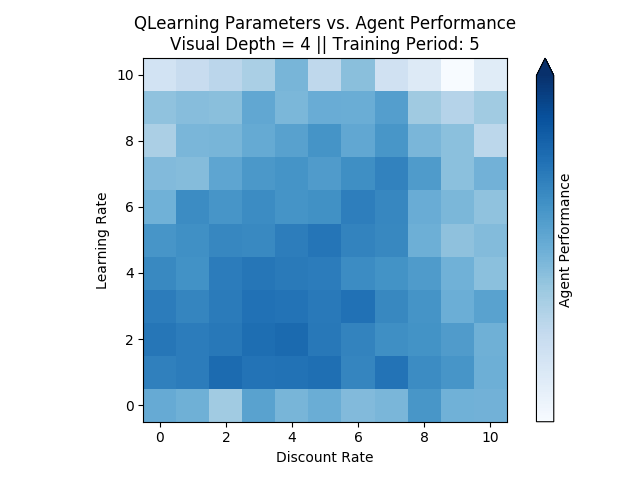 QLearning Parameters vs. Agent Performance
Visual Depth = 4 || Training Period: 5
10
8
6
4
2
0
Learning Rate
0 2 4 6 8 10
Discount Rate
Agent Performance